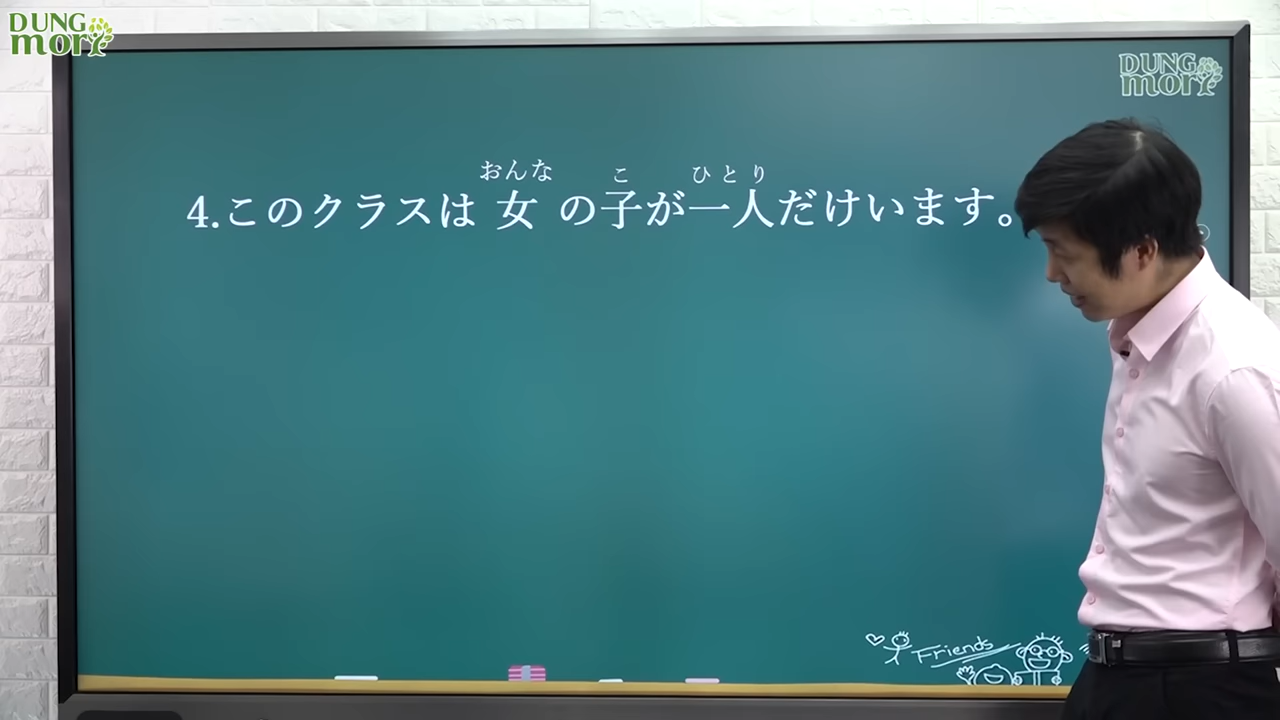 DUNG
mori
DUNG
mori
おんな こ ひとり
4.このクラスは 女 の子が一人だけいます。
Friends